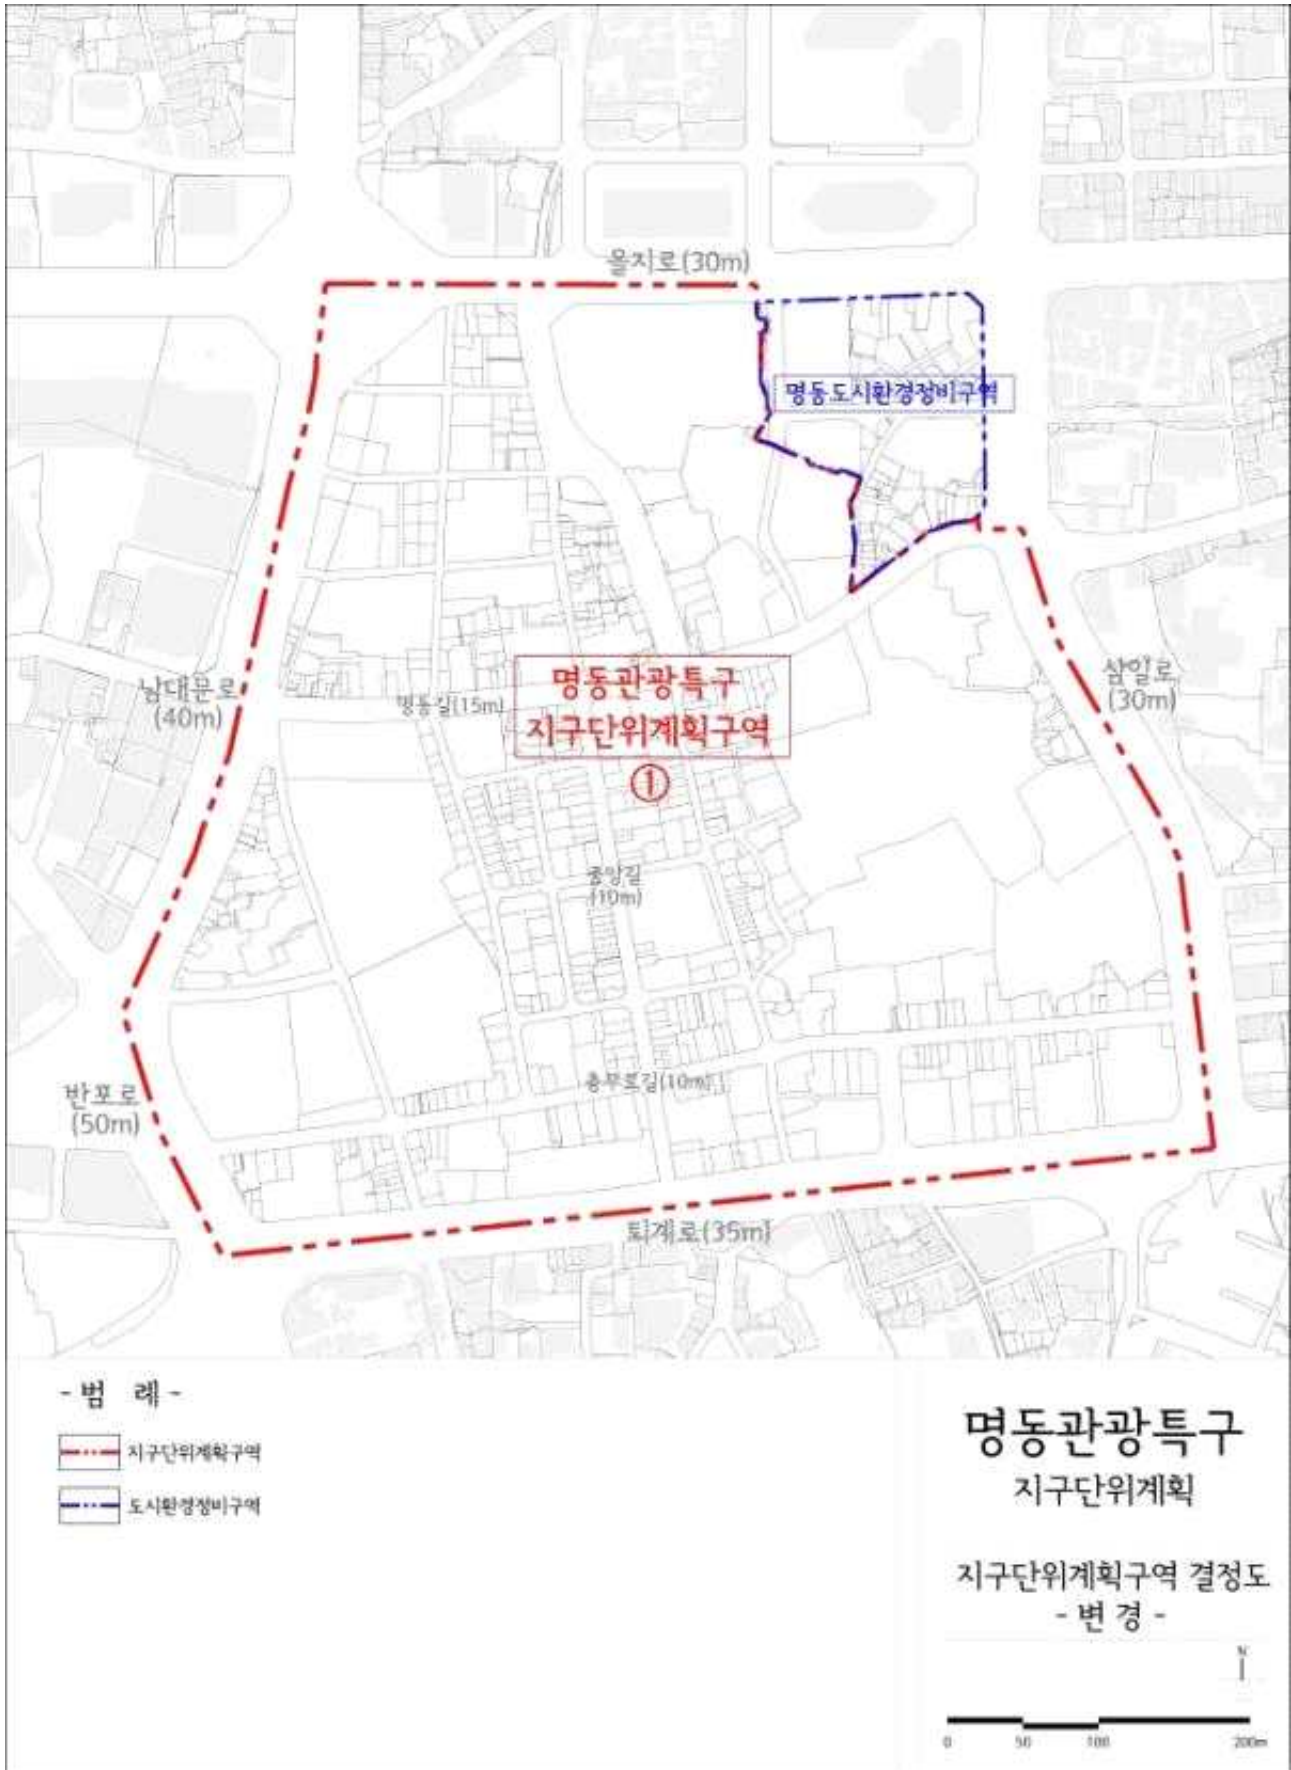 을지로(30m)
명동도시환경정비구역
명동관광특구
지구단위계획구역
①
남대문로
(40m)
명동길(15m)
삼일로
(30m)
중앙길
(10m)
반포로
(50m)
충무로길(10m)
퇴계로(35m)
- 범 례 -
지구단위계획구역
도시환경정비구역
명동관광특구
지구단위계획
지구단위계획구역 결정도
- 변 경 -
N
0 50 100 200m